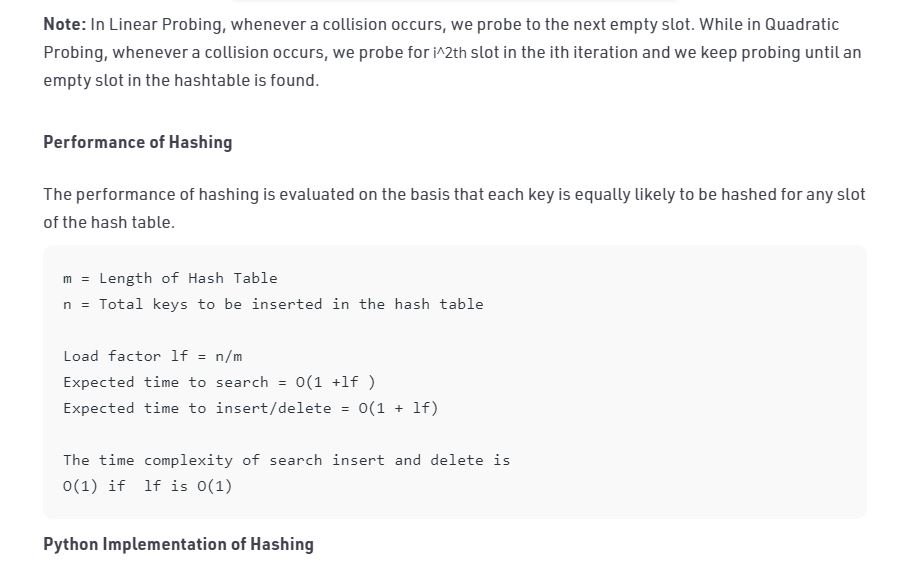 Note: In Linear Probing, whenever a collision occurs, we probe to the next empty slot. While in Quadratic
Probing, whenever a collision occurs, we probe for i^2th slot in the ith iteration and we keep probing until an
empty slot in the hashtable is found.
Performance of Hashing
The performance of hashing is evaluated on the basis that each key is equally likely to be hashed for any slot
of the hash table.
m = Length of Hash Table
n = Total keys to be inserted in the hash table
Load factor lf = n/m
Expected time to search = O(1 +lf )
Expected time to insert/delete = O(1 + lf)
The time complexity of search insert and delete is
O(1) if  lf is O(1)
Python Implementation of Hashing